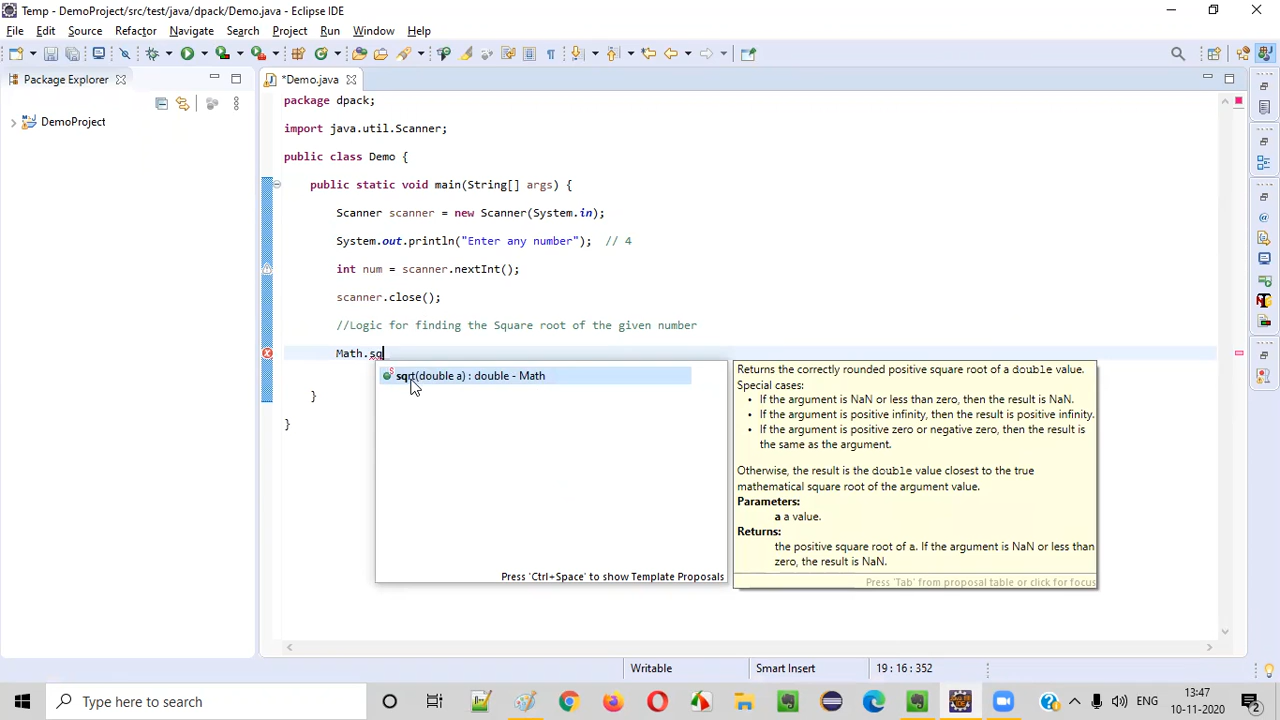 Temp - DemoProject/src/test/java/dpack/Demo.java - Eclipse IDE
File Edit Source Refactor Navigate Search Project Run Window Help
Package Explorer
*Demo.java
DemoProject
package dpack;
import java.util.Scanner;
public class Demo {
public static void main(String[] args) {
Scanner scanner = new Scanner(System.in);
System.out.println("Enter any number"); // 4
int num = scanner.nextInt();
scanner.close();
//Logic for finding the Square root of the given number
Math.sq
}
}
sqrt(double a) : double - Math
Press 'Ctrl+Space' to show Template Proposals
Returns the correctly rounded positive square root of a double value.
Special cases:
• If the argument is NaN or less than zero, then the result is NaN.
• If the argument is positive infinity, then the result is positive infinity.
• If the argument is positive zero or negative zero, then the result is
the same as the argument.
Otherwise, the result is the double value closest to the true
mathematical square root of the argument value.
Parameters:
a a value.
Returns:
the positive square root of a. If the argument is NaN or less than
zero, the result is NaN.
Press 'Tab' from proposal table or click for focus
Writable Smart Insert 19 : 16 : 352
Type here to search
ENG
13:47
10-11-2020
2